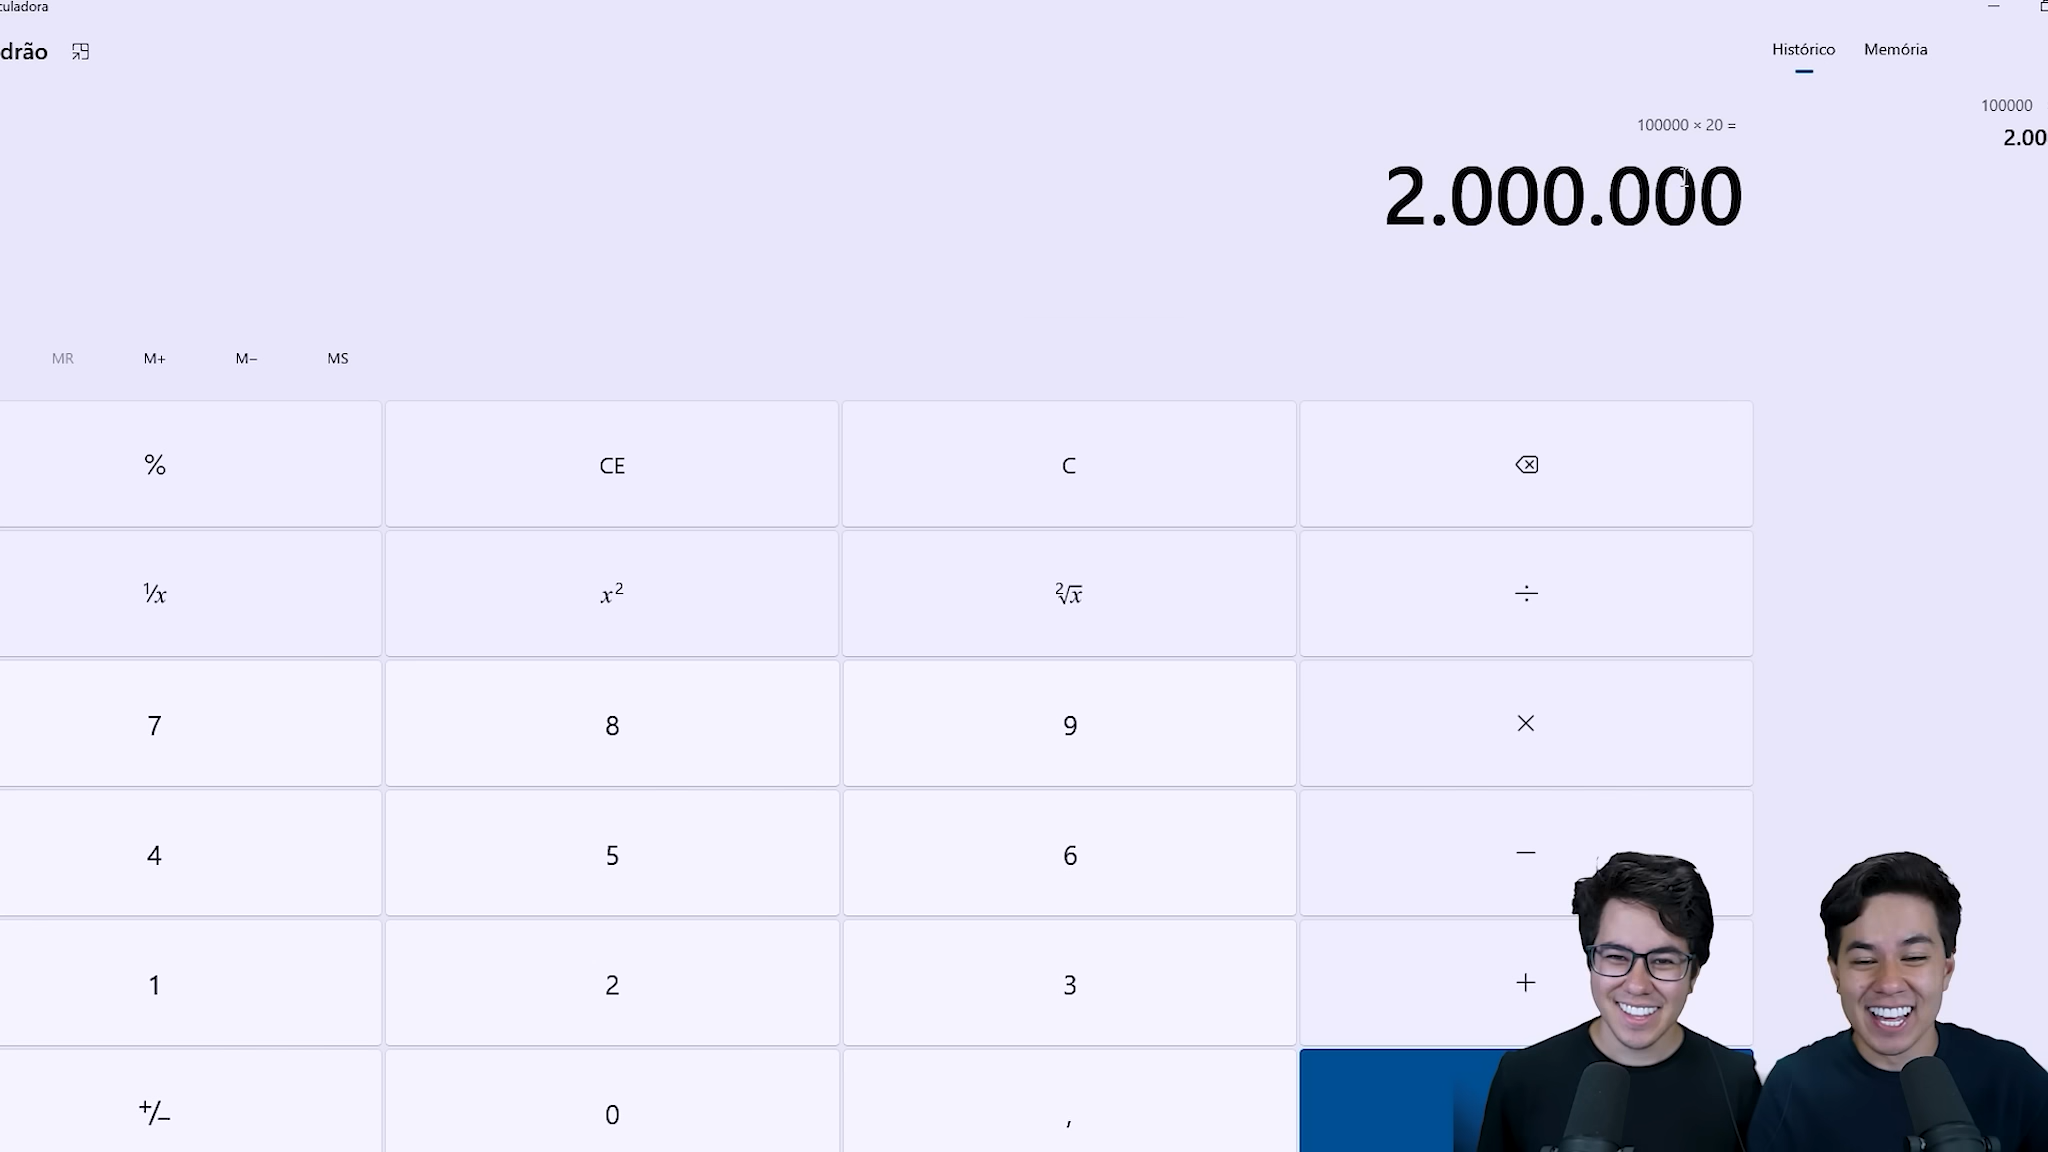 culadora
drão
Histórico Memória
100000
100000 × 20 =
2.00
2.000.000
MR M+ M− MS
% CE C
¹/x x² ²√x ÷
7 8 9 ×
4 5 6 −
1 2 3 +
+/− 0 ,